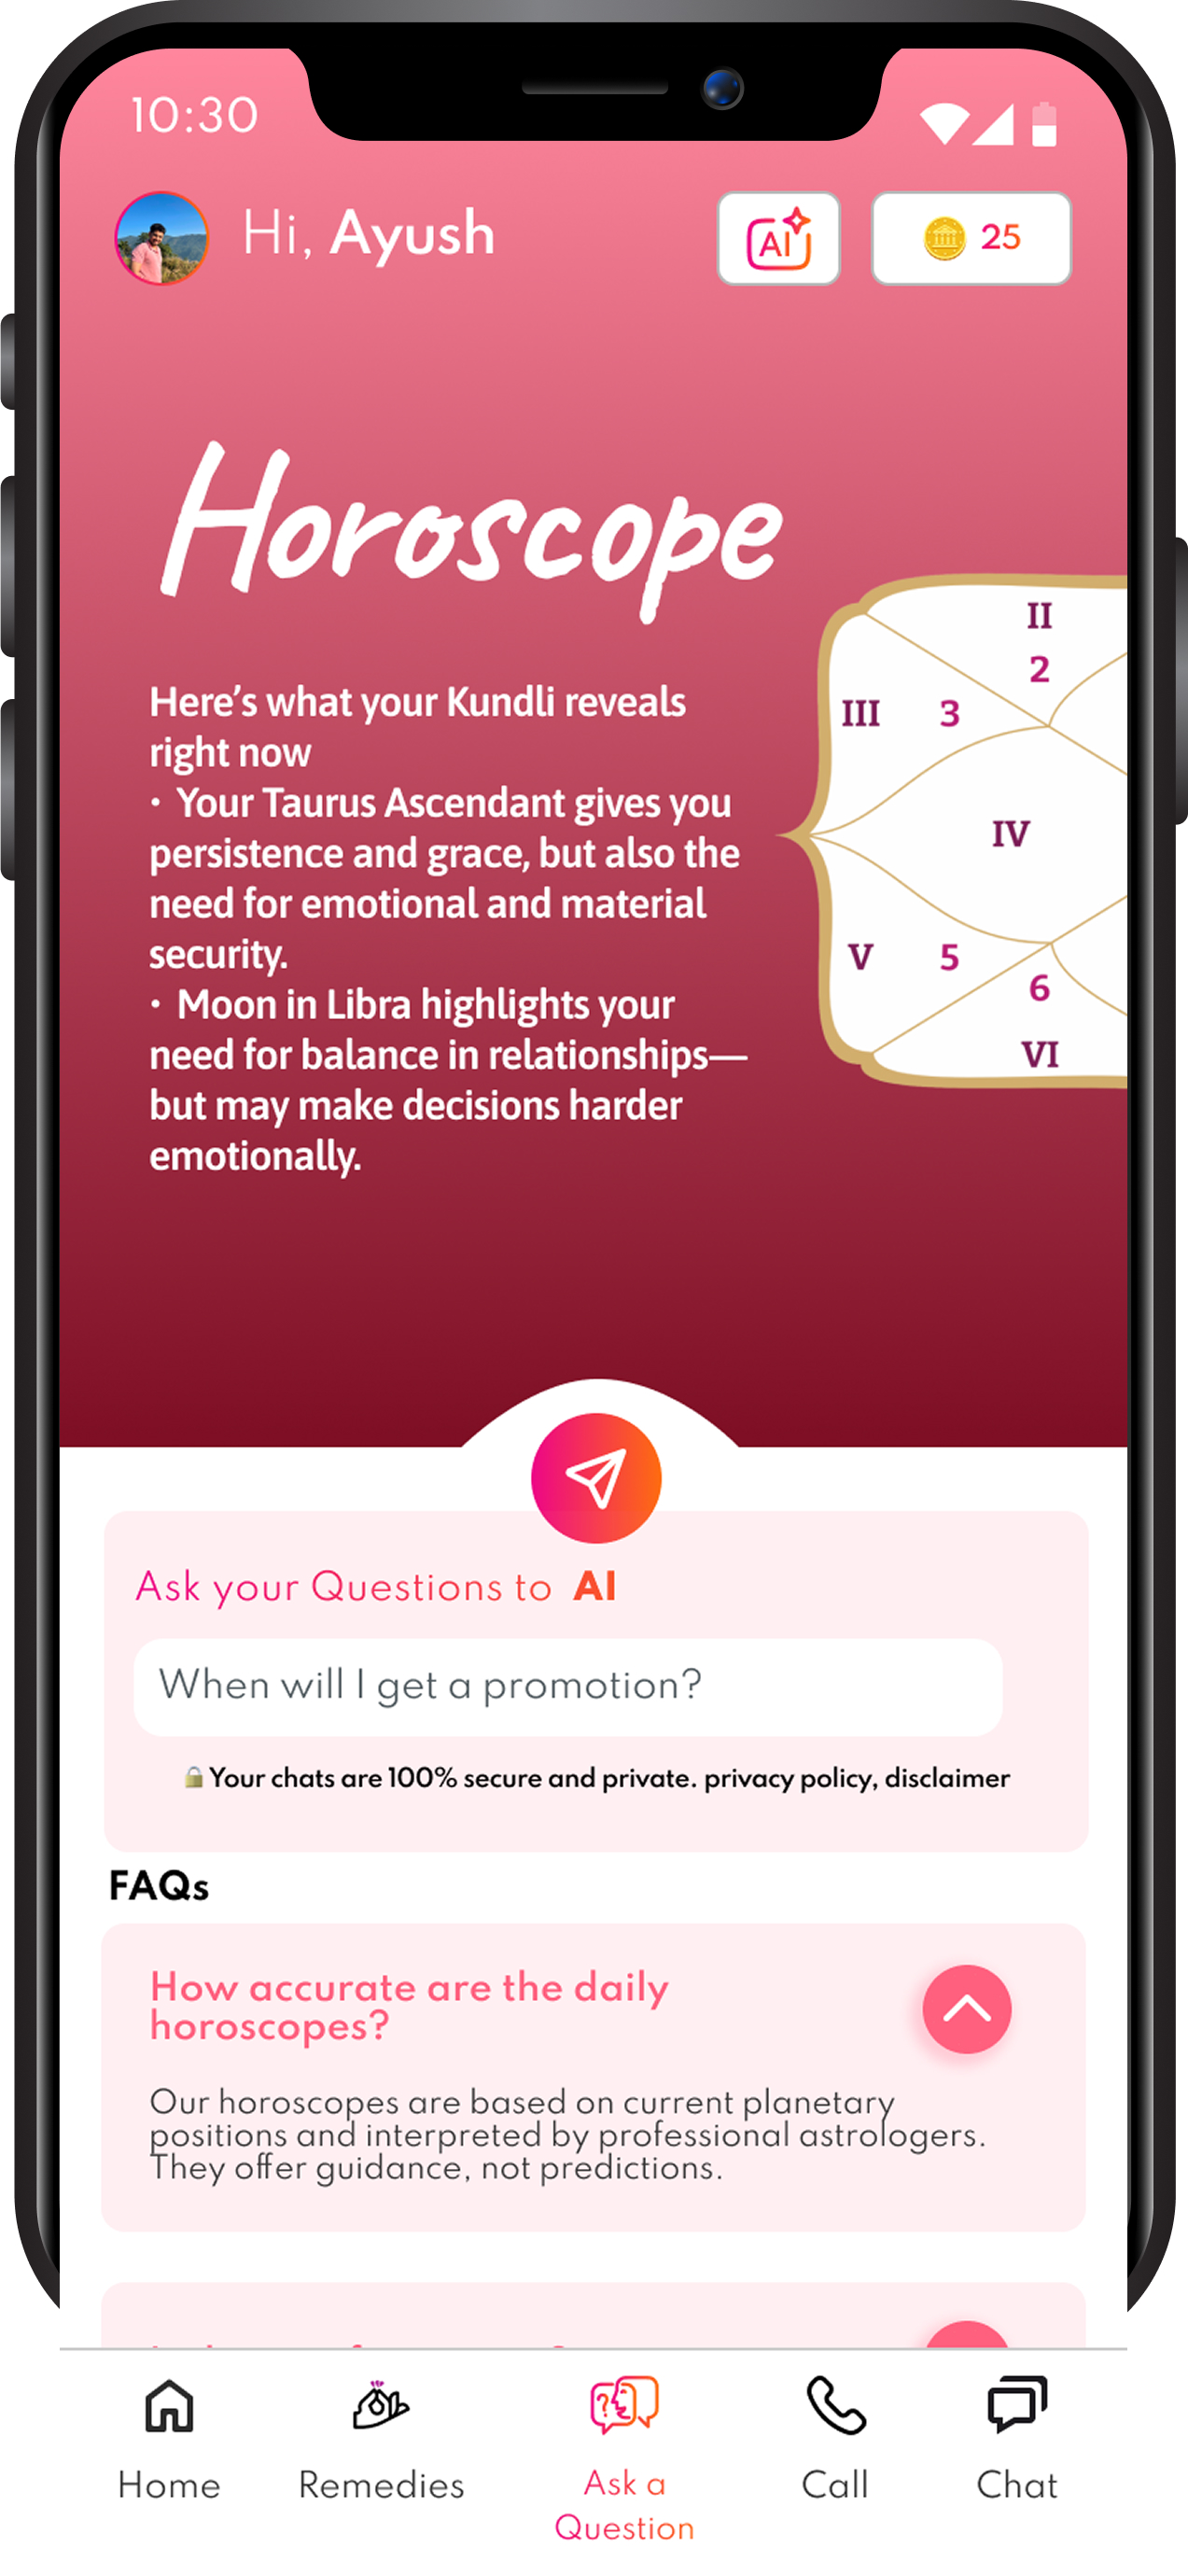 10:30
Hi, Ayush
AI
25
Horoscope
Here's what your Kundli reveals
right now
• Your Taurus Ascendant gives you
persistence and grace, but also the
need for emotional and material
security.
• Moon in Libra highlights your
need for balance in relationships—
but may make decisions harder
emotionally.
II
2
III 3
IV
V 5
6
VI
Ask your Questions to AI
When will I get a promotion?
🔒Your chats are 100% secure and private. privacy policy, disclaimer
FAQs
How accurate are the daily
horoscopes?
Our horoscopes are based on current planetary
positions and interpreted by professional astrologers.
They offer guidance, not predictions.
Home
Remedies
Ask a
Question
Call
Chat